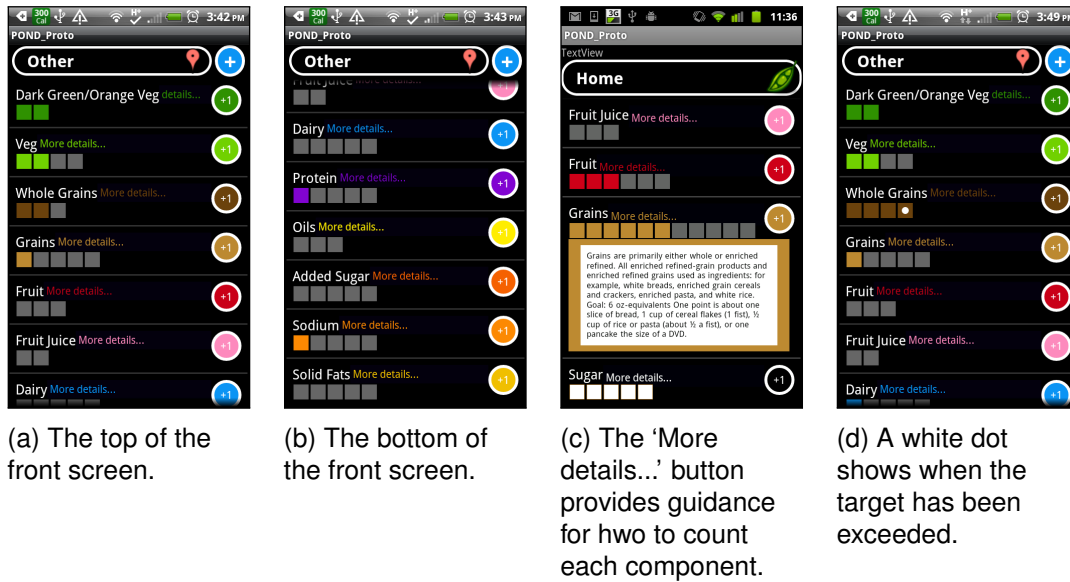 300
Cal
H+
3:42 PM
POND_Proto
Other
+
Dark Green/Orange Veg details...
+1
Veg More details...
+1
Whole Grains More details...
+1
Grains More details...
+1
Fruit More details...
+1
Fruit Juice More details...
+1
Dairy More details...
+1
(a) The top of the
front screen.
300
Cal
H+
3:43 PM
POND_Proto
Other
+
Fruit Juice More details...
+1
Dairy More details...
+1
Protein More details...
+1
Oils More details...
+1
Added Sugar More details...
+1
Sodium More details...
+1
Solid Fats More details...
+1
(b) The bottom of
the front screen.
3G
11:36
POND_Proto
TextView
Home
Fruit Juice More details...
+1
Fruit More details...
+1
Grains More details...
+1
Grains are primarily either whole or enriched
refined. All enriched refined-grain products and
enriched refined grains used as ingredients: for
example, white breads, enriched grain cereals
and crackers, enriched pasta, and white rice.
Goal: 6 oz-equivalents One point is about one
slice of bread, 1 cup of cereal flakes (1 fist), ½
cup of rice or pasta (about ½ a fist), or one
pancake the size of a DVD.
Sugar More details...
+1
(c) The ‘More
details...’ button
provides guidance
for hwo to count
each component.
300
Cal
H+
3:49 PM
POND_Proto
Other
+
Dark Green/Orange Veg details...
+1
Veg More details...
+1
Whole Grains More details...
+1
Grains More details...
+1
Fruit More details...
+1
Fruit Juice More details...
+1
Dairy More details...
+1
(d) A white dot
shows when the
target has been
exceeded.